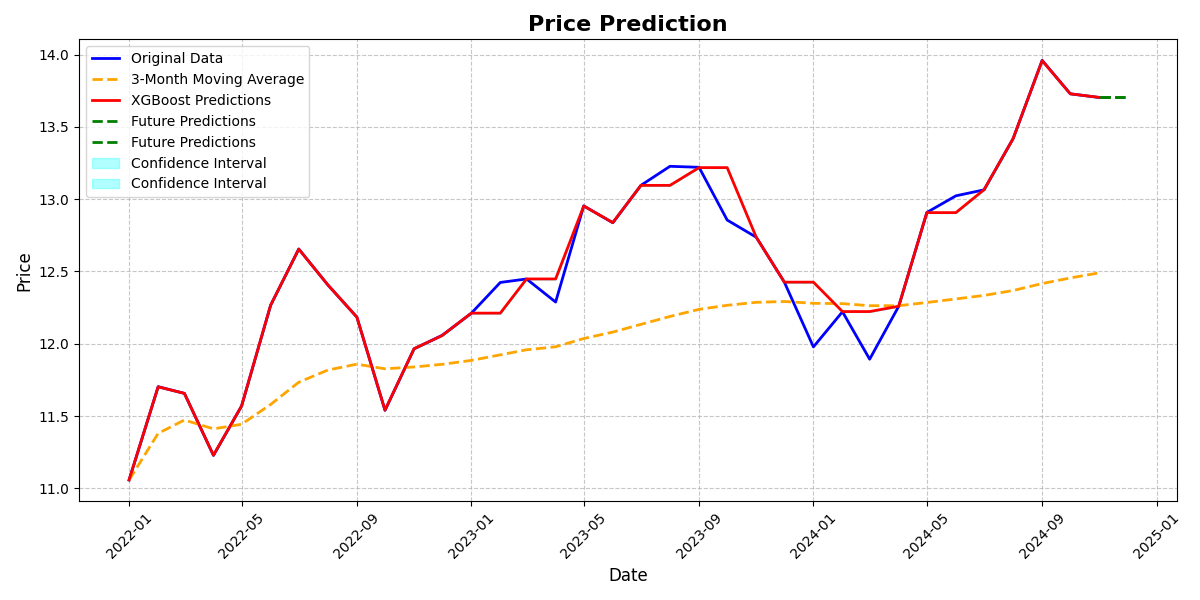 Price Prediction
14.0
13.5
13.0
12.5
12.0
11.5
11.0
Price
Original Data
3-Month Moving Average
XGBoost Predictions
Future Predictions
Future Predictions
Confidence Interval
Confidence Interval
2022-01
2022-05
2022-09
2023-01
2023-05
2023-09
2024-01
2024-05
2024-09
2025-01
Date